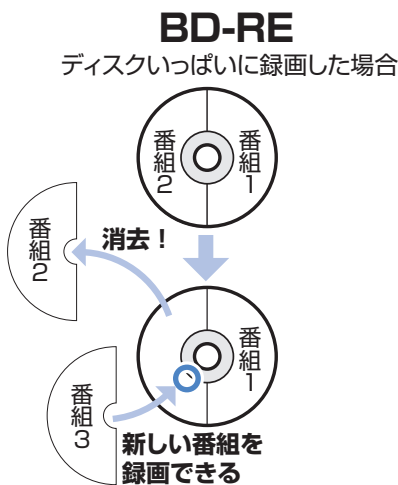 BD-RE
ディスクいっぱいに録画した場合
番組2
番組1
消去！
番組2
番組1
番組3
新しい番組を
録画できる